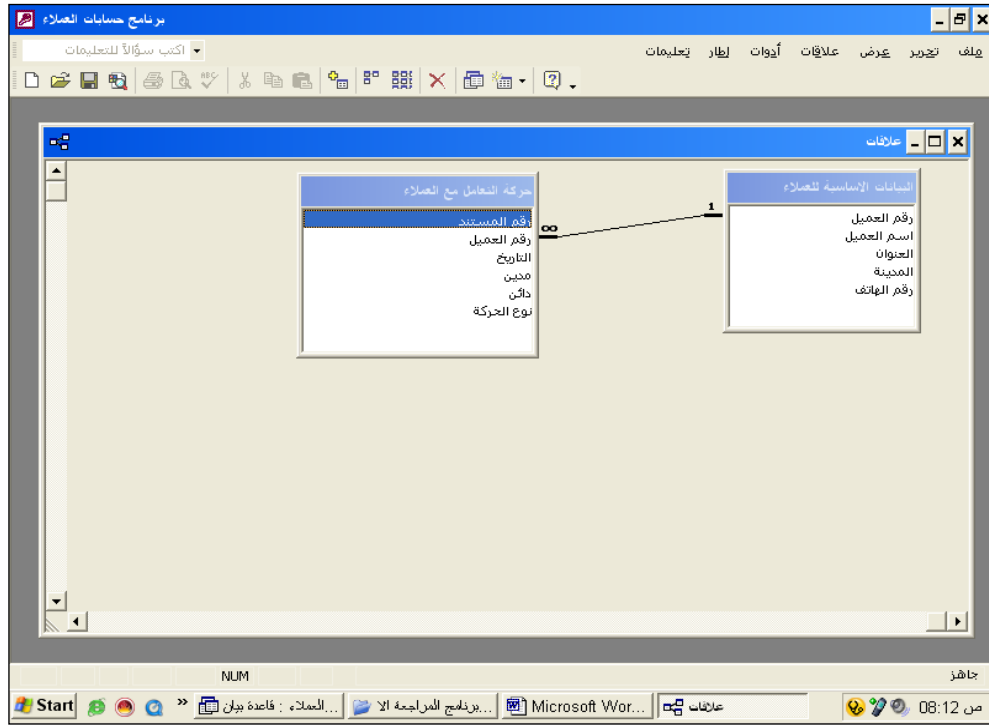 برنامج حسابات العملاء
ملف تحرير عرض علاقات أدوات إطار تعليمات
اكتب سؤالاً للتعليمات
علاقات
البيانات الاساسية للعملاء
رقم العميل
اسم العميل
العنوان
المدينة
رقم الهاتف
1
∞
حركة التعامل مع العملاء
رقم المستند
رقم العميل
التاريخ
مدين
دائن
نوع الحركة
جاهز
NUM
Start
»
العملاء : قاعدة بيان...
برنامج المراجعة الا...
Microsoft Wor...
علاقات
08:12 ص